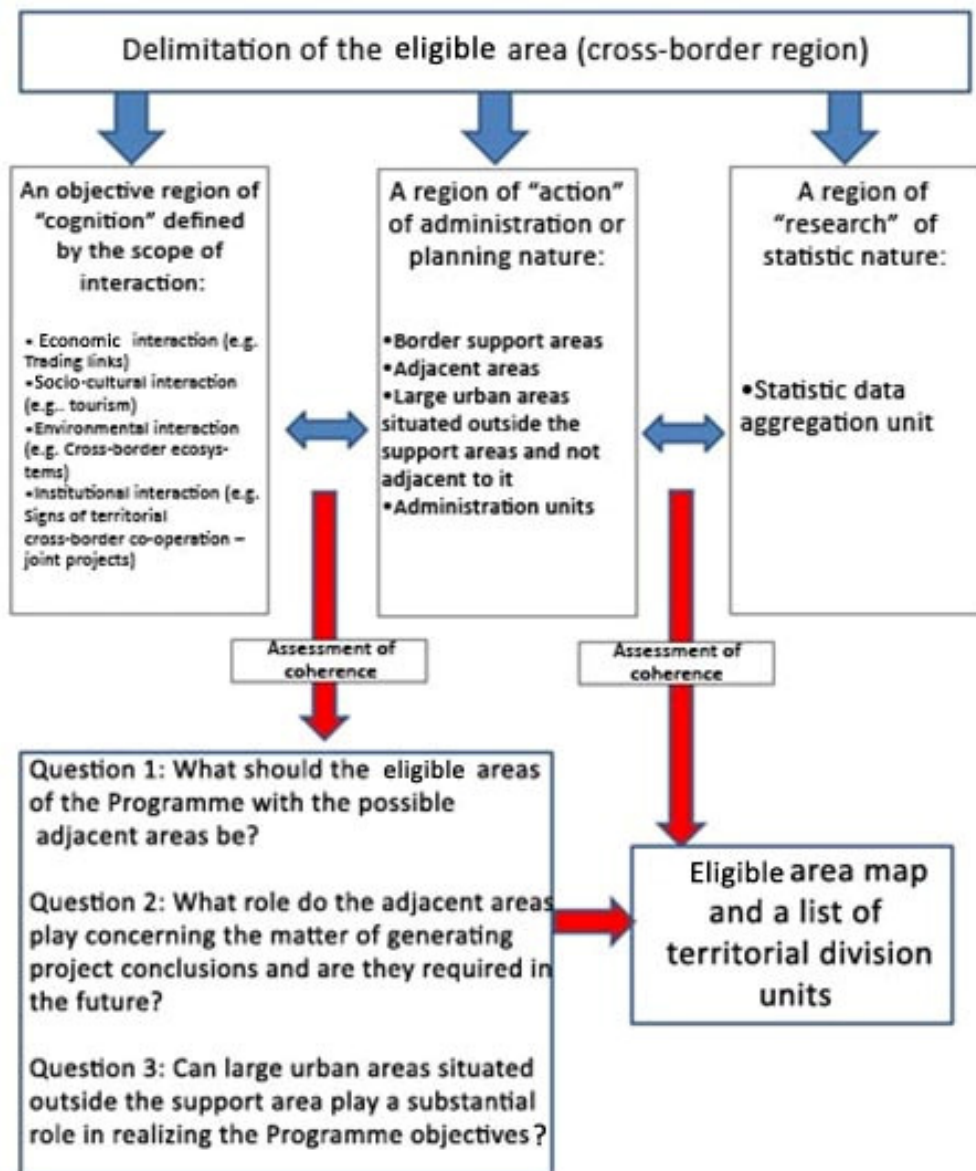 Delimitation of the eligible area (cross-border region)
An objective region of
“cognition” defined
by the scope of
interaction:
• Economic interaction (e.g.
Trading links)
•Socio-cultural interaction
(e.g.. tourism)
•Environmental interaction
(e.g. Cross-border ecosys-
tems)
•Institutional interaction (e.g.
Signs of territorial
cross-border co-operation –
joint projects)
A region of “action”
of administration or
planning nature:
•Border support areas
•Adjacent areas
•Large urban areas
situated outside the
support areas and not
adjacent to it
•Administration units
A region of
“research” of
statistic nature:
•Statistic data
aggregation unit
Assessment of
coherence
Assessment of
coherence
Question 1: What should the eligible areas
of the Programme with the possible
adjacent areas be?
Question 2: What role do the adjacent areas
play concerning the matter of generating
project conclusions and are they required in
the future?
Question 3: Can large urban areas situated
outside the support area play a substantial
role in realizing the Programme objectives?
Eligible area map
and a list of
territorial division
units